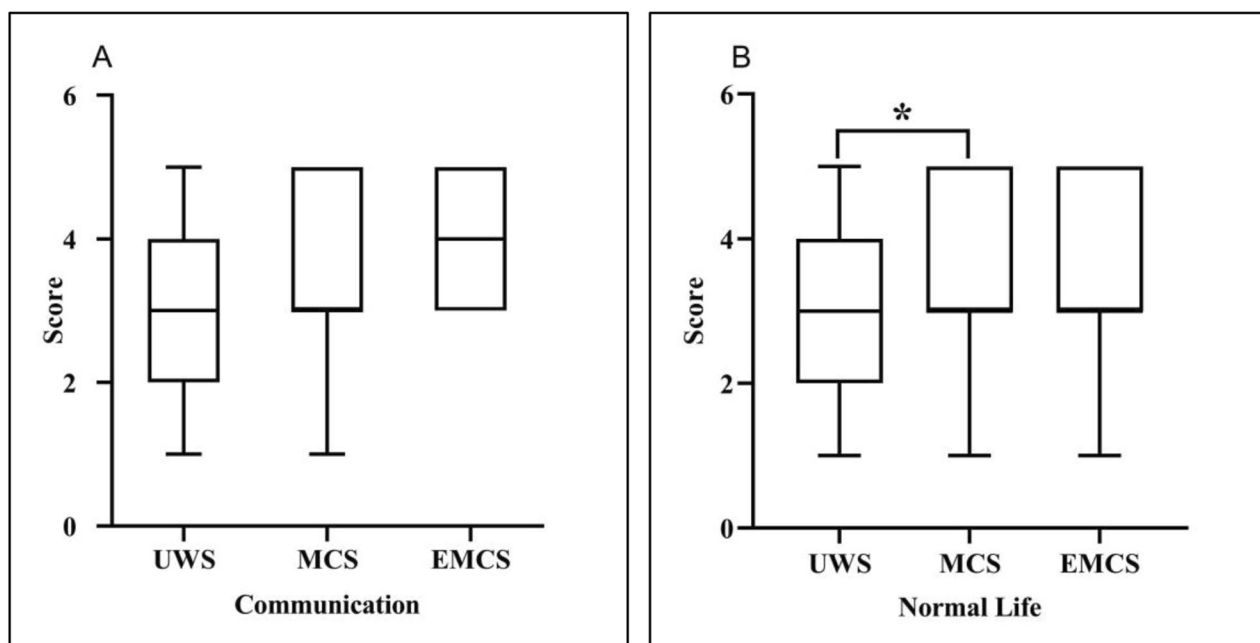 A
6
4
2
0
Score
UWS MCS EMCS
Communication
B
*
6
4
2
0
Score
UWS MCS EMCS
Normal Life